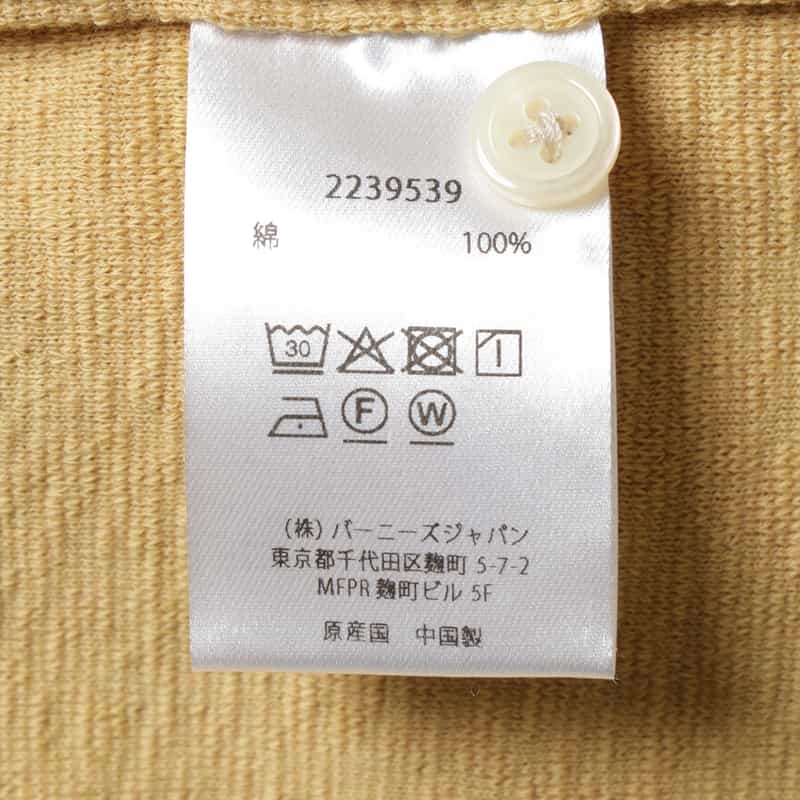 2239539
綿 100%
30
F W
(株)バーニーズジャパン
東京都千代田区麹町 5-7-2
MFPR 麹町ビル 5F
原産国 中国製